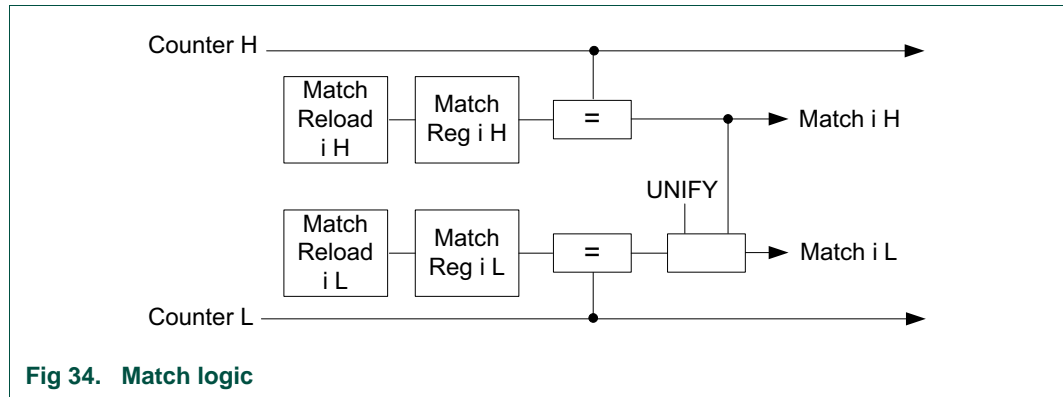 Counter H
Match
Reload
i H
Match
Reg i H
=
Match i H
UNIFY
Match
Reload
i L
Match
Reg i L
=
Match i L
Counter L
Fig 34. Match logic